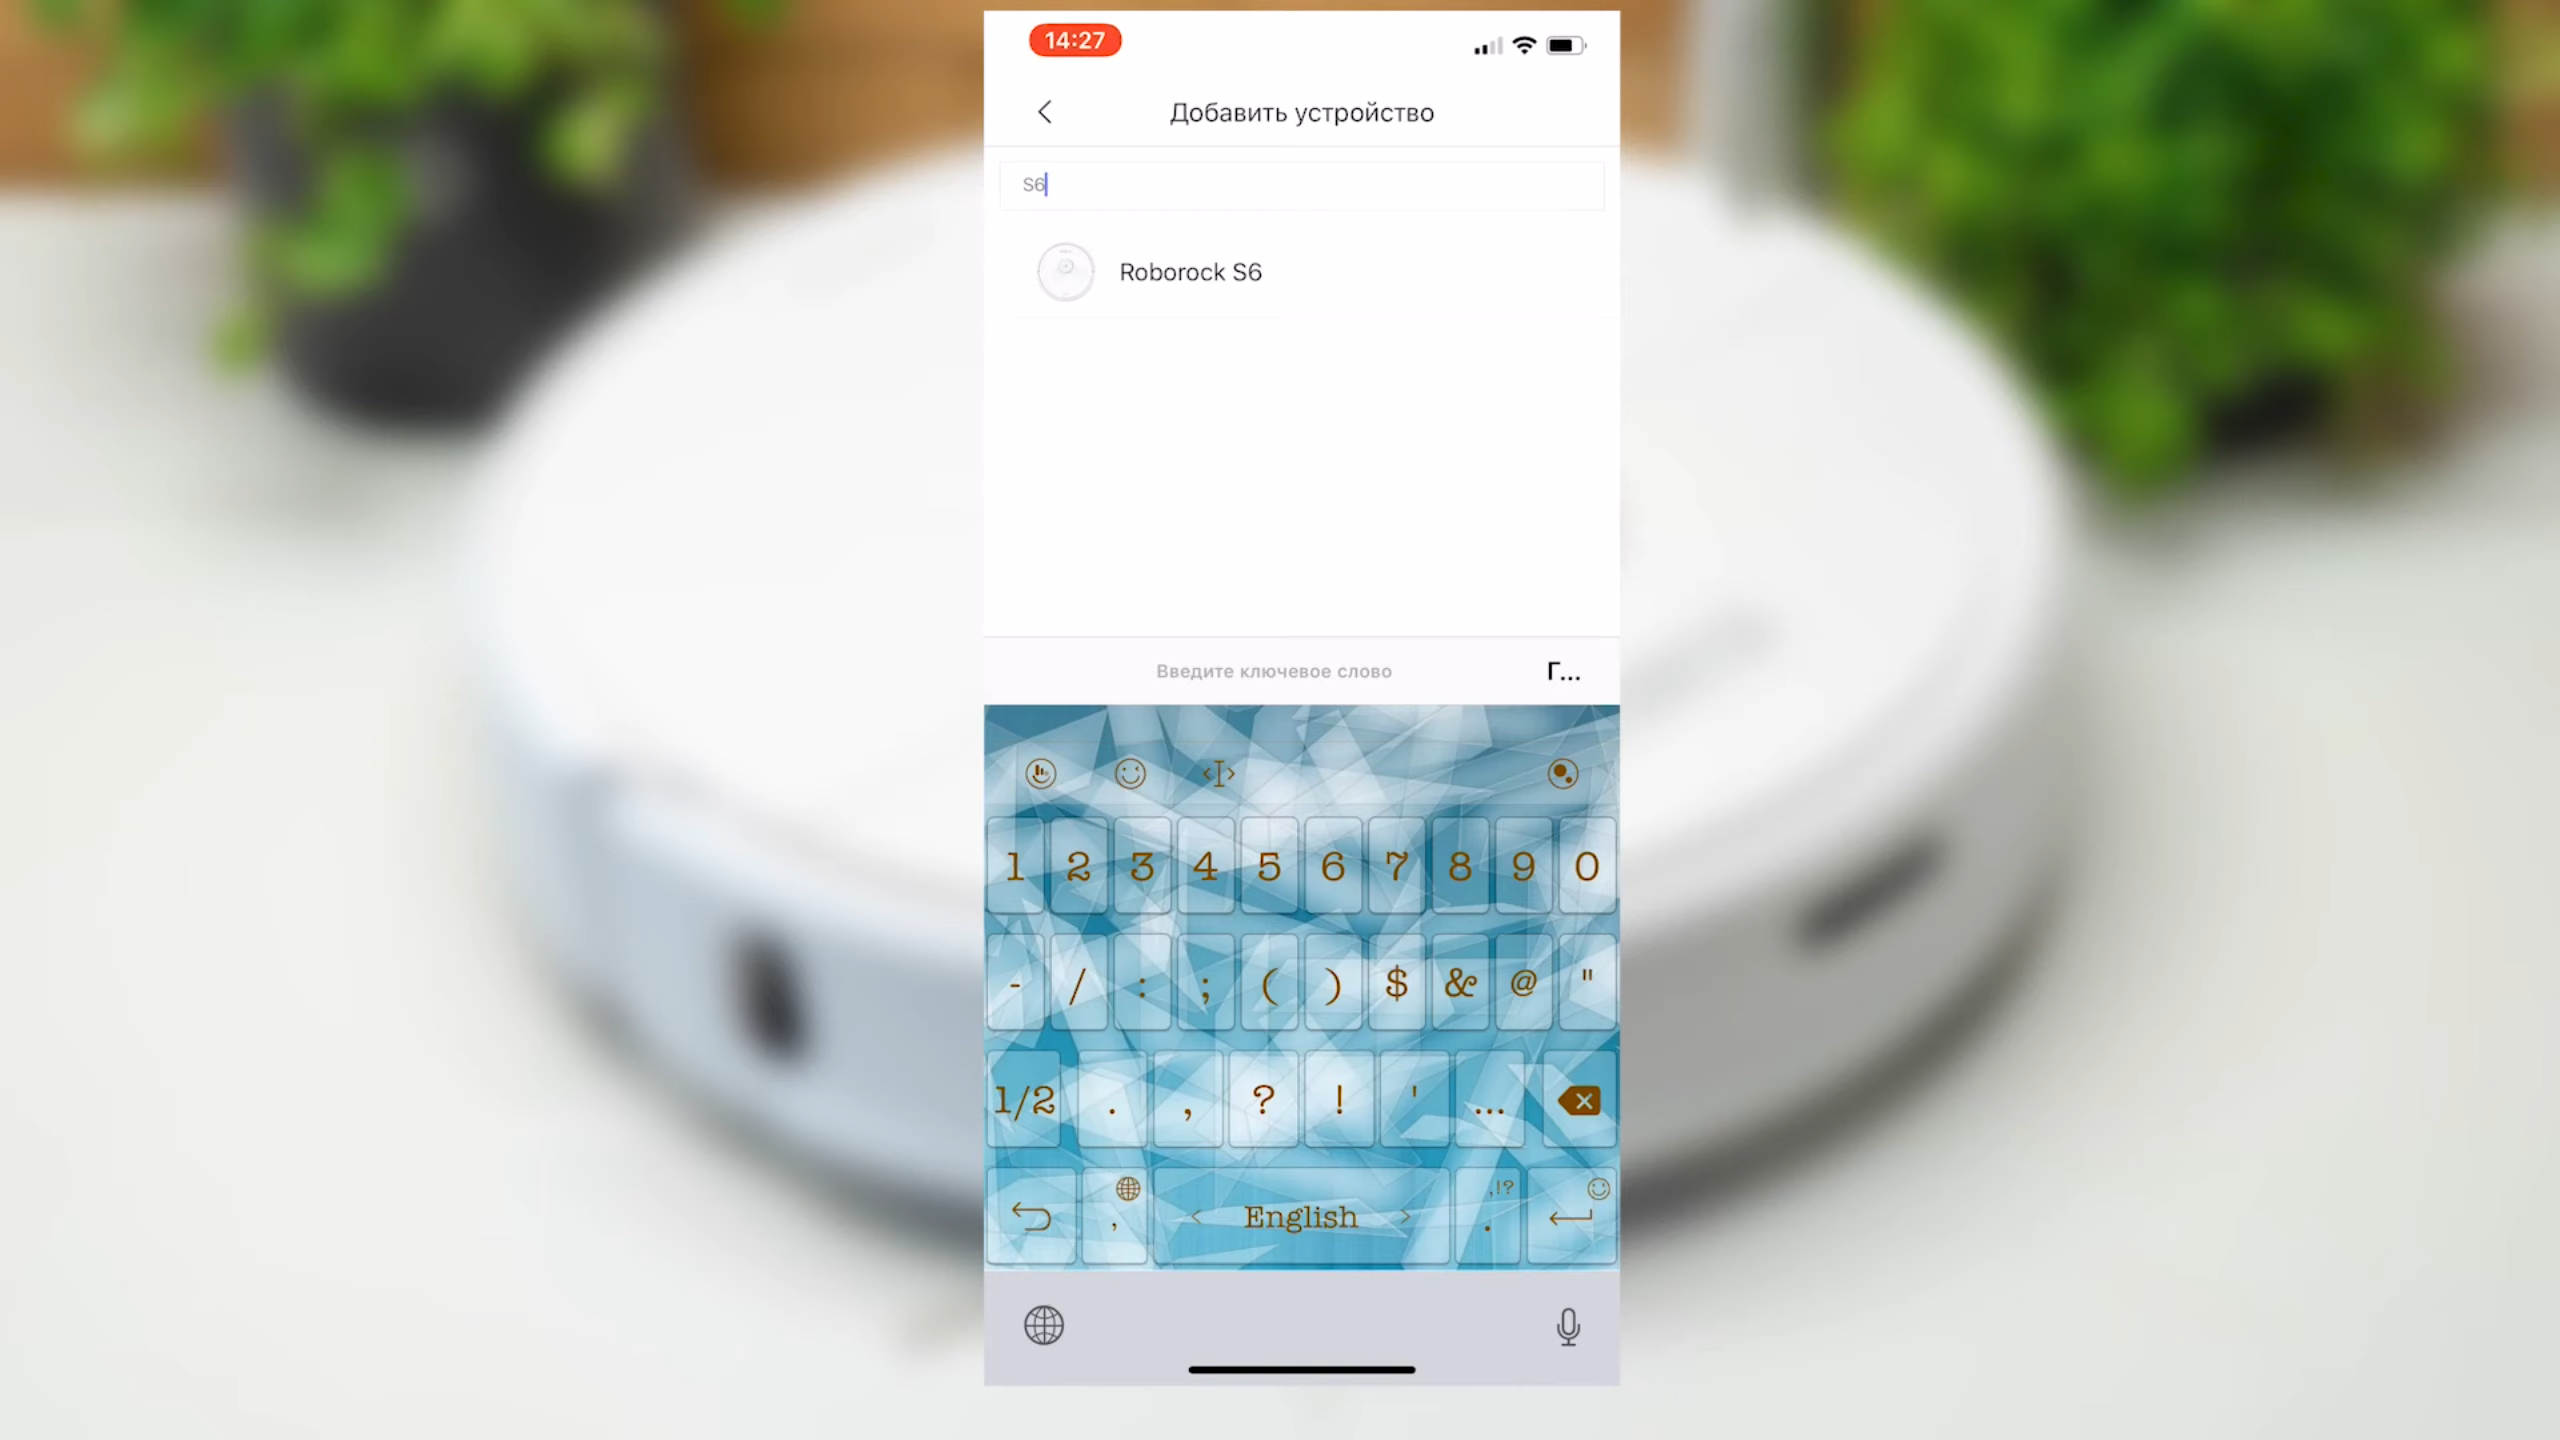 14:27
Добавить устройство
S6
Roborock S6
Введите ключевое слово
Г...
1 2 3 4 5 6 7 8 9 0
- / : ; ( ) $ & @ "
1/2 . , ? ! ' ...
, < English > ,!? .